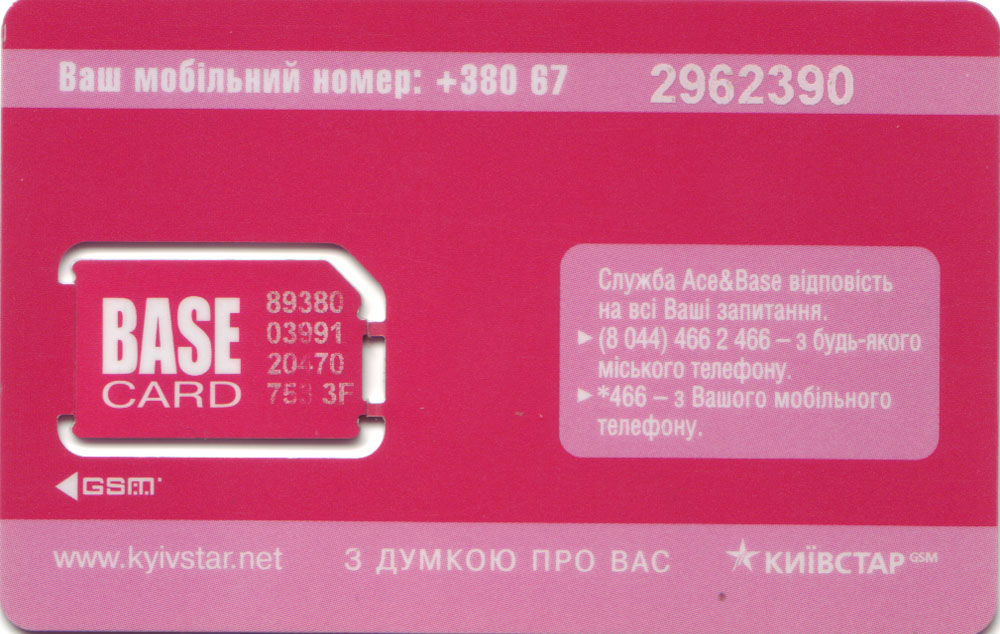 Ваш мобільний номер: +380 67 2962390
BASE
CARD
89380
03991
20470
753 3F
Служба Ace&Base відповість
на всі Ваші запитання.
▶(8 044) 466 2 466 – з будь-якого
міського телефону.
▶*466 – з Вашого мобільного
телефону.
GSM
www.kyivstar.net
З ДУМКОЮ ПРО ВАС
КИЇВСТАР GSM